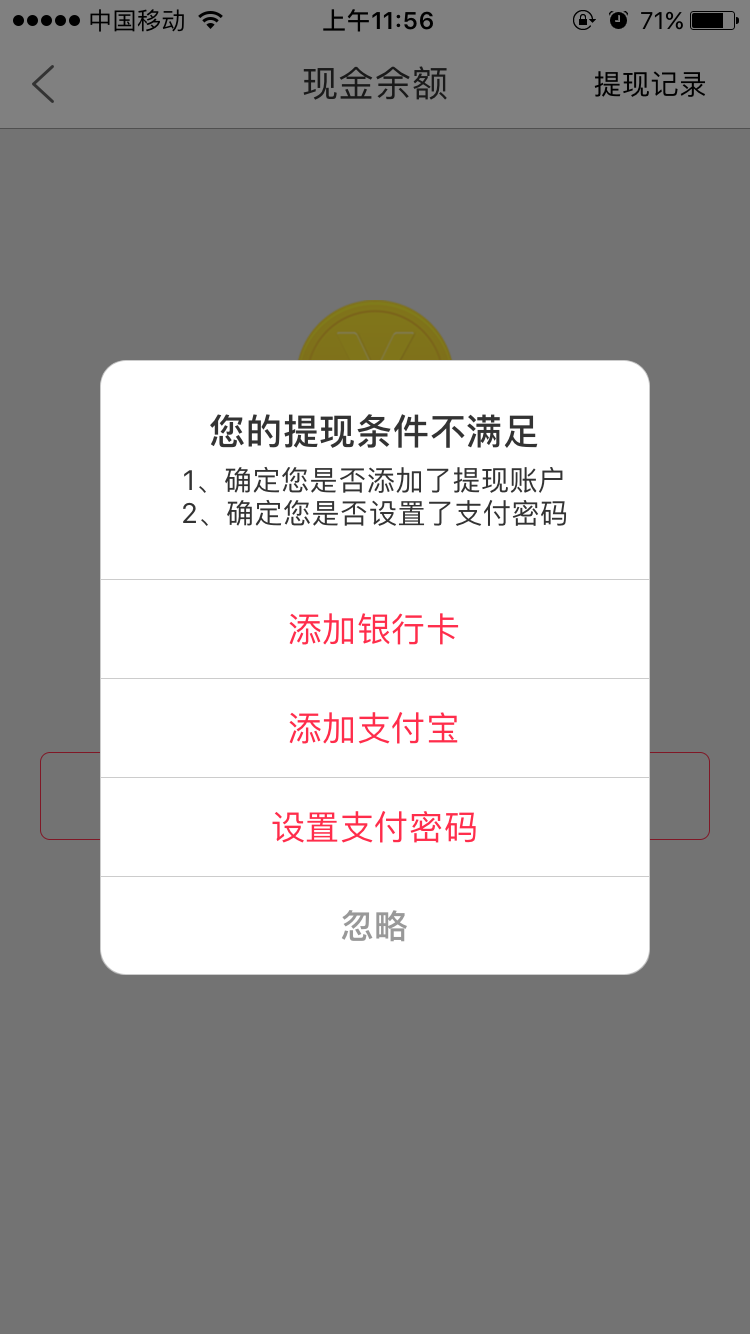 中国移动 上午11:56 71%
现金余额 提现记录
您的提现条件不满足
1、确定您是否添加了提现账户
2、确定您是否设置了支付密码
添加银行卡
添加支付宝
设置支付密码
忽略